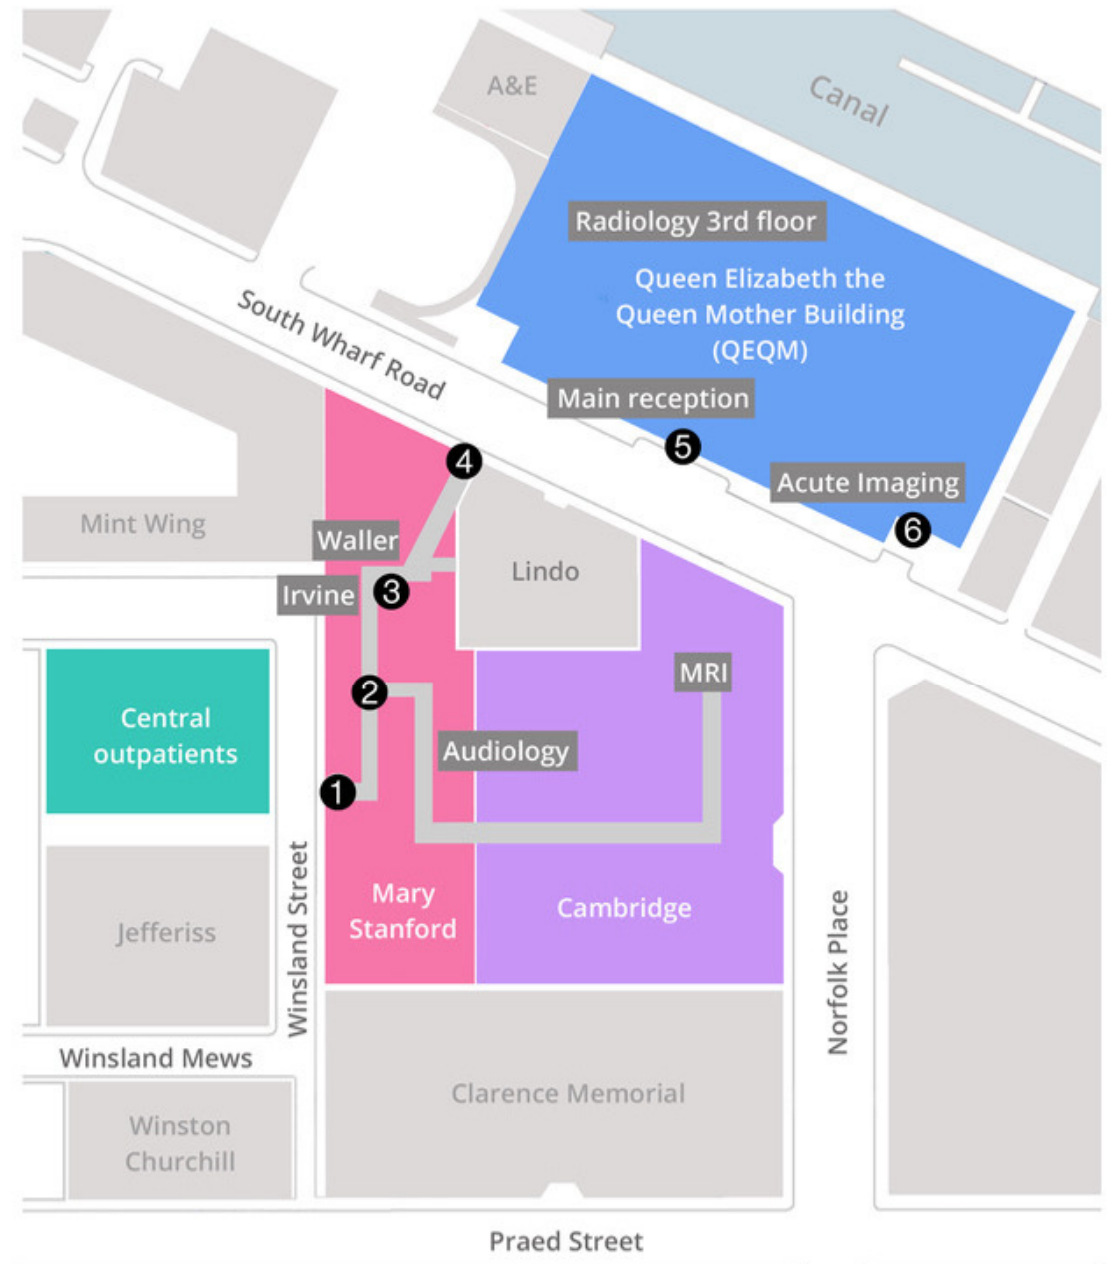 A&E
Canal
Radiology 3rd floor
Queen Elizabeth the
Queen Mother Building
(QEQM)
South Wharf Road
Main reception
5
4
Acute Imaging
6
Mint Wing
Waller
Lindo
Irvine
3
MRI
2
Central
outpatients
Audiology
1
Mary
Stanford
Cambridge
Jefferiss
Winsland Street
Norfolk Place
Winsland Mews
Clarence Memorial
Winston
Churchill
Praed Street